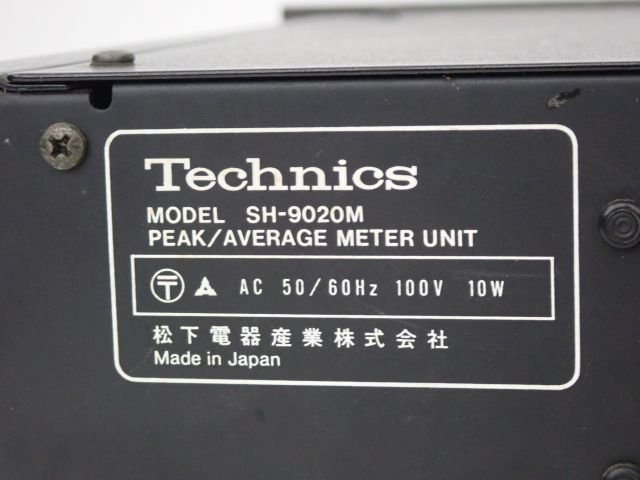 Technics
MODEL SH-9020M
PEAK/AVERAGE METER UNIT
〒 AC 50/60Hz 100V 10W
松下電器産業株式会社
Made in Japan